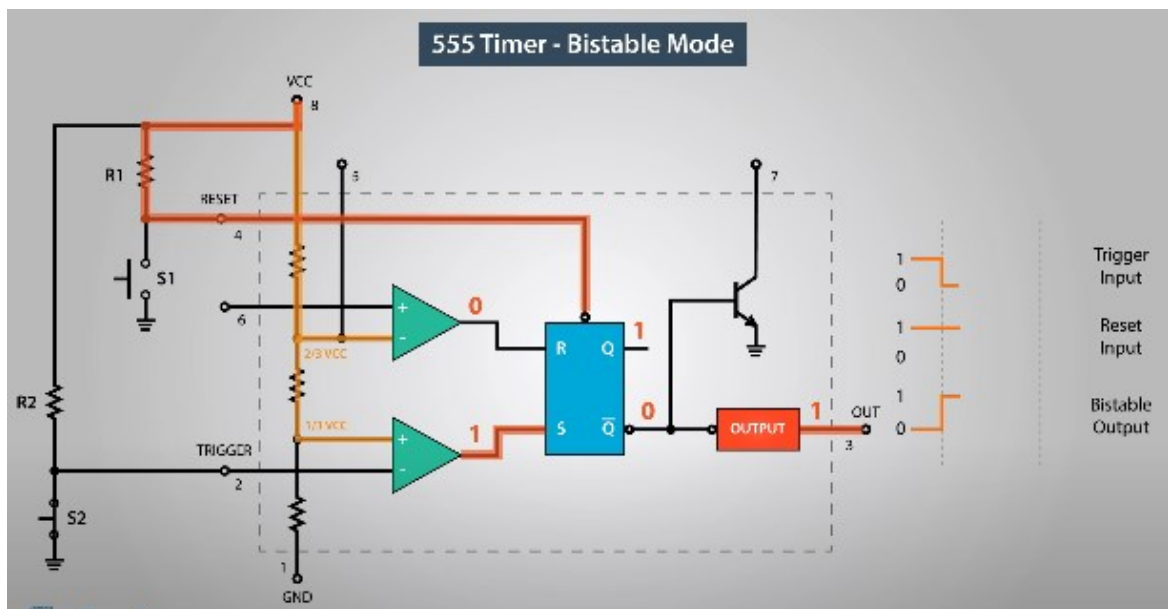 555 Timer - Bistable Mode
VCC
8
R1
5
7
RESET
4
S1
6
+
-
0
2/3 VCC
R
Q
1
S
Q
0
OUTPUT
1
OUT
3
R2
1/1 VCC
+
-
1
TRIGGER
2
S2
1
GND
1
0
Trigger
Input
1
0
Reset
Input
1
0
Bistable
Output